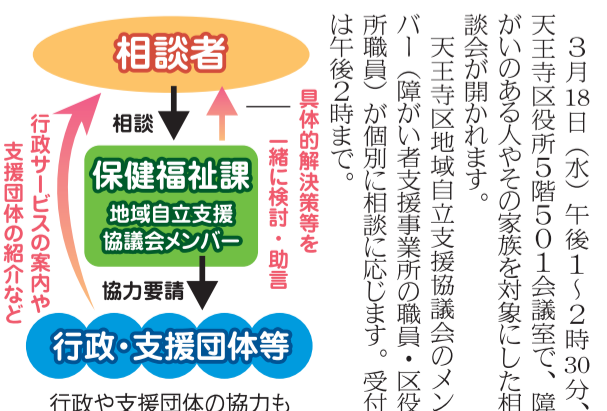 ３月18日（水）午後１～２時30分、
天王寺区役所５階５０１会議室で、障
がいのある人やその家族を対象にした相
談会が開かれます。
天王寺区地域自立支援協議会のメン
バー（障がい者支援事業所の職員・区役
所職員）が個別に相談に応じます。受付
は午後２時まで。
相談者
相談
具体的解決策等を
一緒に検討・助言
保健福祉課
地域自立支援
協議会メンバー
行政サービスの案内や
支援団体の紹介など
協力要請
行政・支援団体等
行政や支援団体の協力も